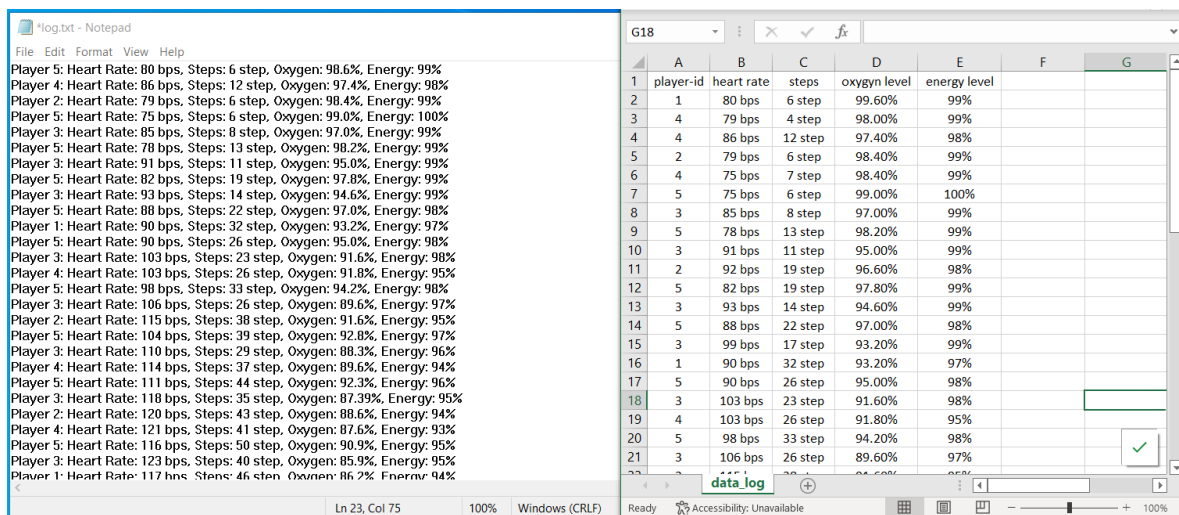 *log.txt - Notepad
File Edit Format View Help
Player 5: Heart Rate: 80 bps, Steps: 6 step, Oxygen: 98.6%, Energy: 99%
Player 4: Heart Rate: 86 bps, Steps: 12 step, Oxygen: 97.4%, Energy: 98%
Player 2: Heart Rate: 79 bps, Steps: 6 step, Oxygen: 98.4%, Energy: 99%
Player 5: Heart Rate: 75 bps, Steps: 6 step, Oxygen: 99.0%, Energy: 100%
Player 3: Heart Rate: 85 bps, Steps: 8 step, Oxygen: 97.0%, Energy: 99%
Player 5: Heart Rate: 78 bps, Steps: 13 step, Oxygen: 98.2%, Energy: 99%
Player 3: Heart Rate: 91 bps, Steps: 11 step, Oxygen: 95.0%, Energy: 99%
Player 5: Heart Rate: 82 bps, Steps: 19 step, Oxygen: 97.8%, Energy: 99%
Player 3: Heart Rate: 93 bps, Steps: 14 step, Oxygen: 94.6%, Energy: 99%
Player 5: Heart Rate: 88 bps, Steps: 22 step, Oxygen: 97.0%, Energy: 98%
Player 1: Heart Rate: 90 bps, Steps: 32 step, Oxygen: 93.2%, Energy: 97%
Player 5: Heart Rate: 90 bps, Steps: 26 step, Oxygen: 95.0%, Energy: 98%
Player 3: Heart Rate: 103 bps, Steps: 23 step, Oxygen: 91.6%, Energy: 98%
Player 4: Heart Rate: 103 bps, Steps: 26 step, Oxygen: 91.8%, Energy: 95%
Player 5: Heart Rate: 98 bps, Steps: 33 step, Oxygen: 94.2%, Energy: 98%
Player 3: Heart Rate: 106 bps, Steps: 26 step, Oxygen: 89.6%, Energy: 97%
Player 2: Heart Rate: 115 bps, Steps: 38 step, Oxygen: 91.6%, Energy: 95%
Player 5: Heart Rate: 104 bps, Steps: 39 step, Oxygen: 92.8%, Energy: 97%
Player 3: Heart Rate: 110 bps, Steps: 29 step, Oxygen: 88.3%, Energy: 96%
Player 4: Heart Rate: 114 bps, Steps: 37 step, Oxygen: 89.6%, Energy: 94%
Player 5: Heart Rate: 111 bps, Steps: 44 step, Oxygen: 92.3%, Energy: 96%
Player 3: Heart Rate: 118 bps, Steps: 35 step, Oxygen: 87.39%, Energy: 95%
Player 2: Heart Rate: 120 bps, Steps: 43 step, Oxygen: 88.6%, Energy: 94%
Player 4: Heart Rate: 121 bps, Steps: 41 step, Oxygen: 87.6%, Energy: 93%
Player 5: Heart Rate: 116 bps, Steps: 50 step, Oxygen: 90.9%, Energy: 95%
Player 3: Heart Rate: 123 bps, Steps: 40 step, Oxygen: 85.9%, Energy: 95%
Player 1: Heart Rate: 117 bps, Steps: 46 step, Oxygen: 86.2%, Energy: 94%
Ln 23, Col 75 100% Windows (CRLF)
G18 fx
A B C D E F G
1 player-id heart rate steps oxygyn level energy level
2 1 80 bps 6 step 99.60% 99%
3 4 79 bps 4 step 98.00% 99%
4 4 86 bps 12 step 97.40% 98%
5 2 79 bps 6 step 98.40% 99%
6 4 75 bps 7 step 98.40% 99%
7 5 75 bps 6 step 99.00% 100%
8 3 85 bps 8 step 97.00% 99%
9 5 78 bps 13 step 98.20% 99%
10 3 91 bps 11 step 95.00% 99%
11 2 92 bps 19 step 96.60% 98%
12 5 82 bps 19 step 97.80% 99%
13 3 93 bps 14 step 94.60% 99%
14 5 88 bps 22 step 97.00% 98%
15 3 99 bps 17 step 93.20% 99%
16 1 90 bps 32 step 93.20% 97%
17 5 90 bps 26 step 95.00% 98%
18 3 103 bps 23 step 91.60% 98%
19 4 103 bps 26 step 91.80% 95%
20 5 98 bps 33 step 94.20% 98%
21 3 106 bps 26 step 89.60% 97%
data_log
Ready Accessibility: Unavailable 100%